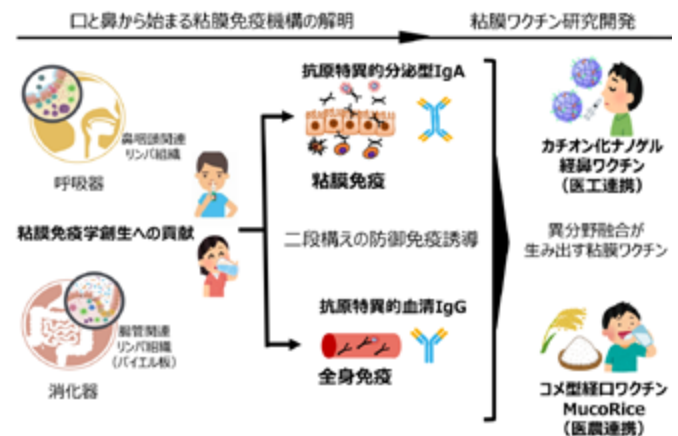 口と鼻から始まる粘膜免疫機構の解明
粘膜ワクチン研究開発
鼻咽頭関連
リンパ組織
呼吸器
粘膜免疫学創生への貢献
腸管関連
リンパ組織
(パイエル板)
消化器
抗原特異的分泌型IgA
粘膜免疫
二段構えの防御免疫誘導
抗原特異的血清IgG
全身免疫
カチオン化ナノゲル
経鼻ワクチン
(医工連携)
異分野融合が
生み出す粘膜ワクチン
コメ型経口ワクチン
MucoRice
(医農連携)